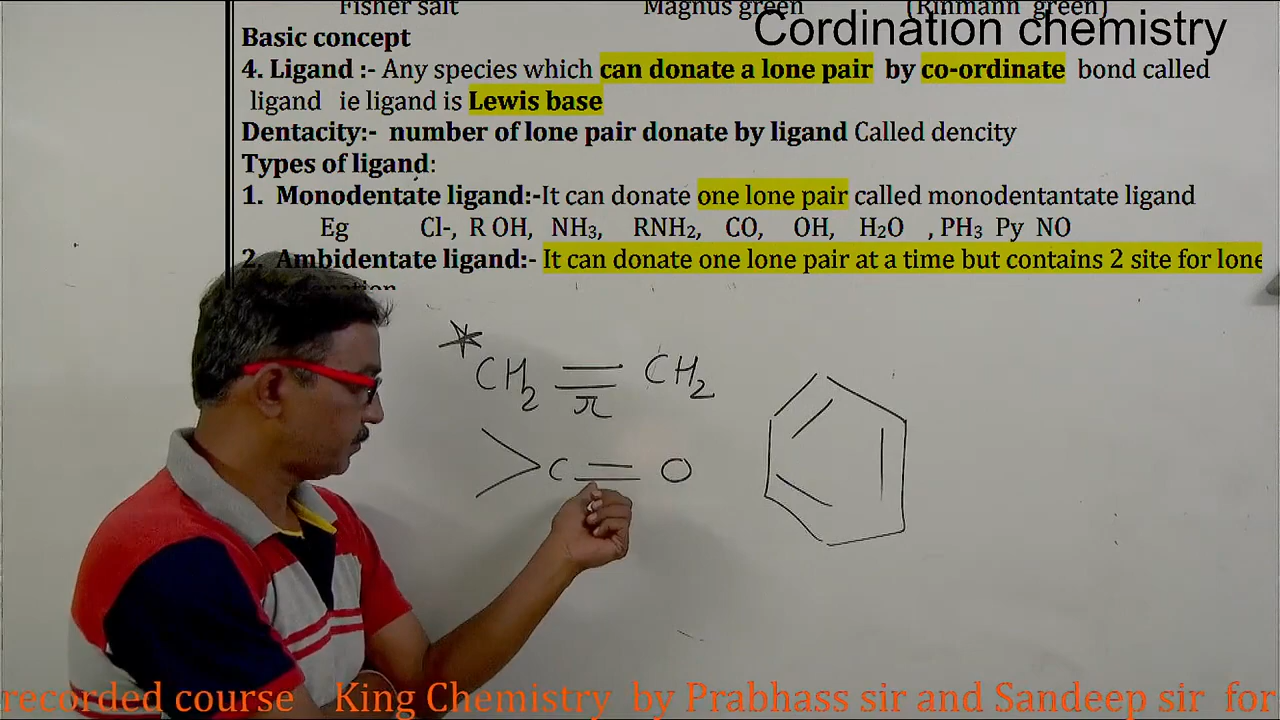 Fisher salt Magnus green (Rinmann green)
Cordination chemistry
Basic concept
4. Ligand :- Any species which can donate a lone pair by co-ordinate bond called
ligand ie ligand is Lewis base
Dentacity:- number of lone pair donate by ligand Called dencity
Types of ligand:
1. Monodentate ligand:-It can donate one lone pair called monodentantate ligand
Eg Cl-, R OH, NH₃, RNH₂, CO, OH, H₂O , PH₃ Py NO
2. Ambidentate ligand:- It can donate one lone pair at a time but contains 2 site for lone
CH₂ = CH₂
π
C = O
recorded course King Chemistry by Prabhass sir and Sandeep sir for